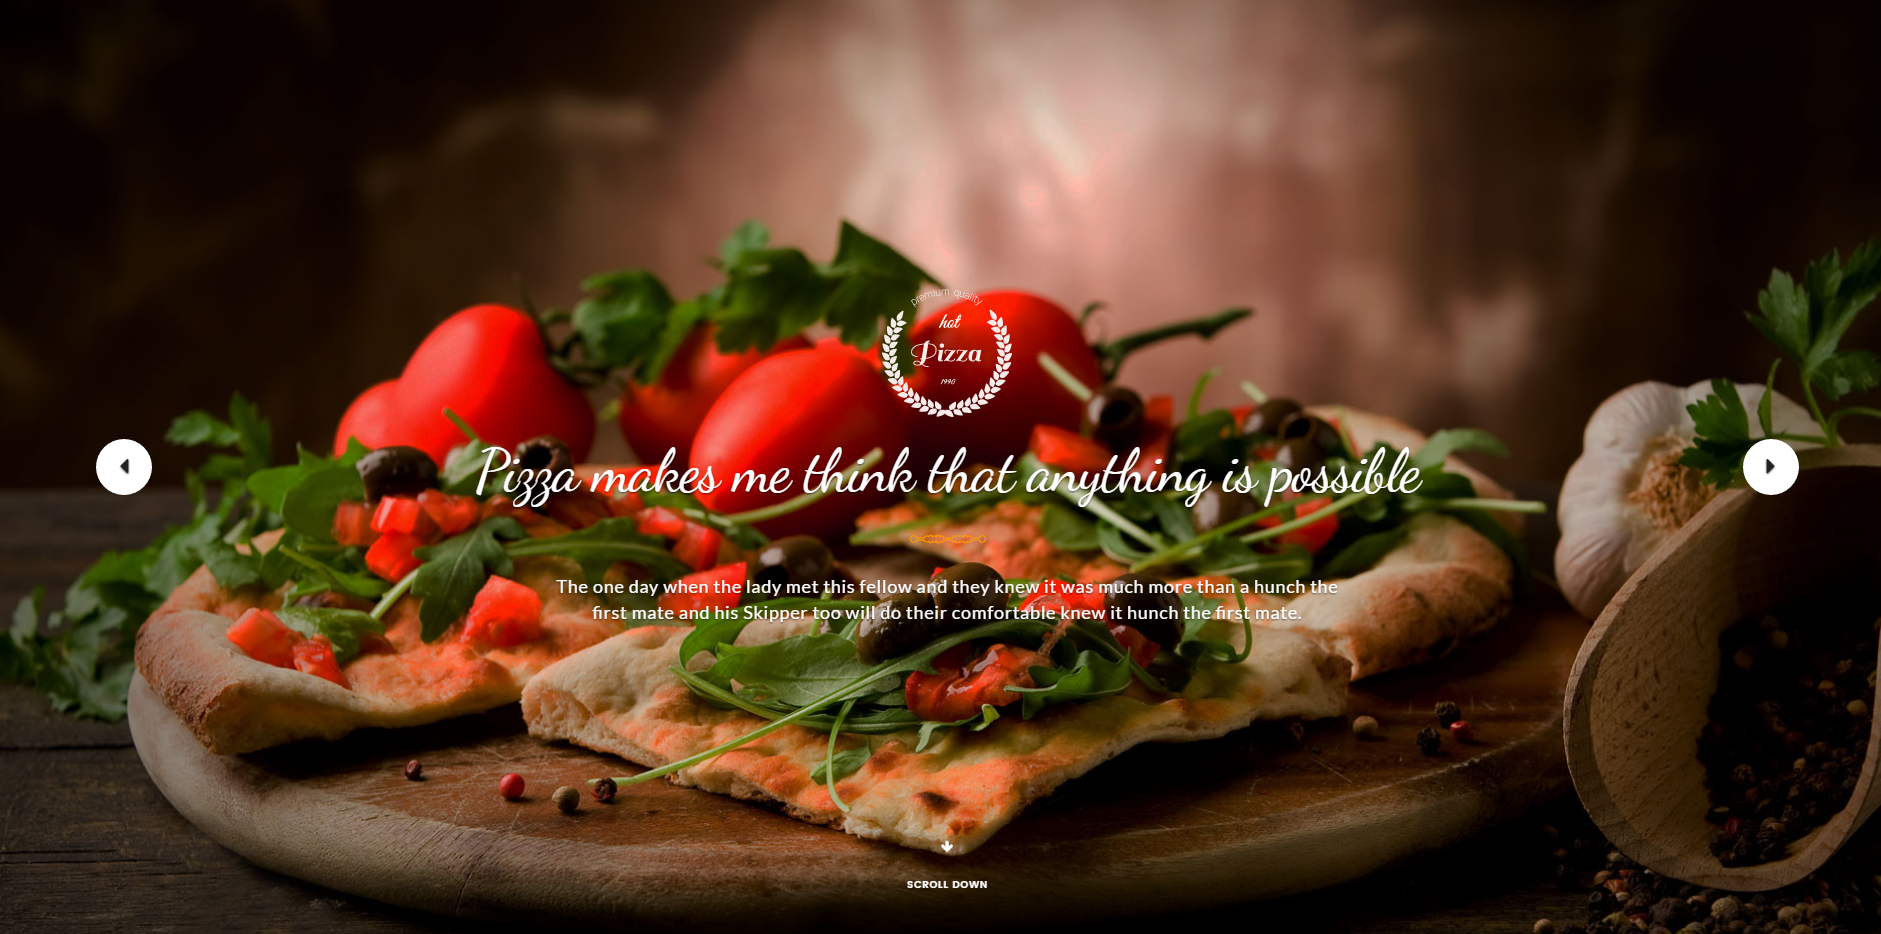 premium quality
hot
Pizza
1990
Pizza makes me think that anything is possible
The one day when the lady met this fellow and they knew it was much more than a hunch the
first mate and his Skipper too will do their comfortable knew it hunch the first mate.
SCROLL DOWN